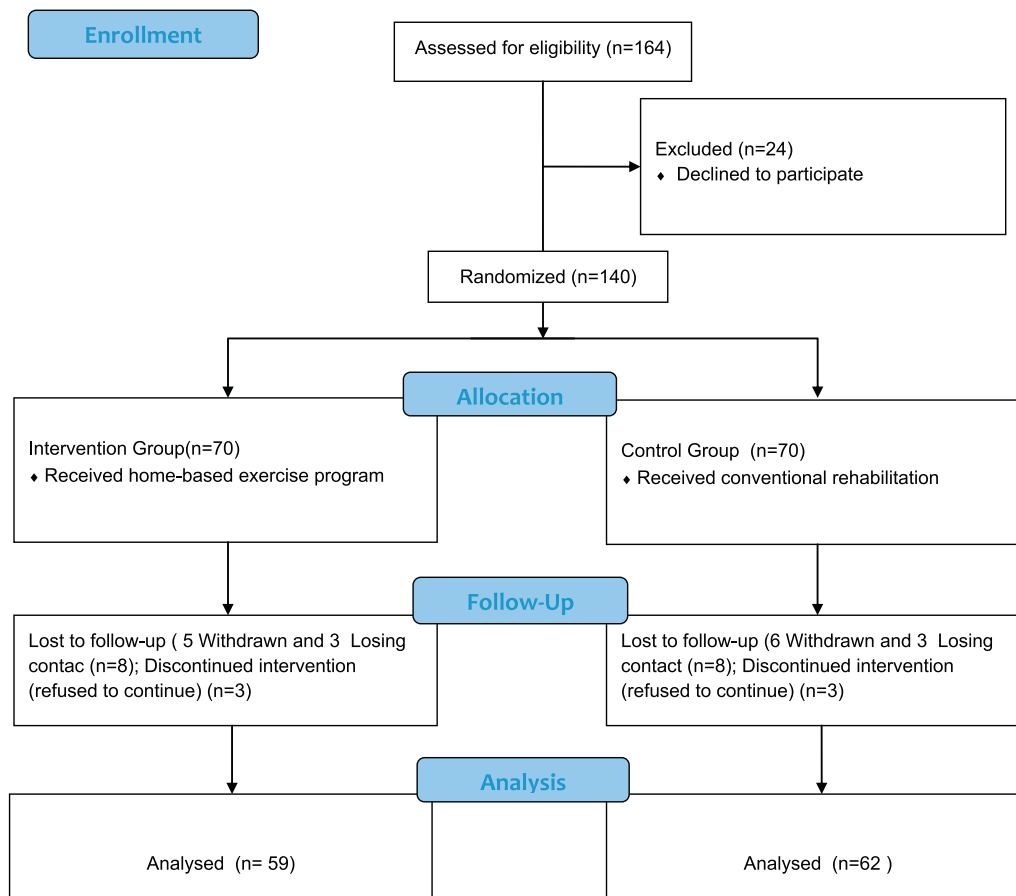 Enrollment
Assessed for eligibility (n=164)
Excluded (n=24)
♦ Declined to participate
Randomized (n=140)
Allocation
Intervention Group(n=70)
♦ Received home-based exercise program
Control Group (n=70)
♦ Received conventional rehabilitation
Follow-Up
Lost to follow-up ( 5 Withdrawn and 3 Losing
contac (n=8); Discontinued intervention
(refused to continue) (n=3)
Lost to follow-up (6 Withdrawn and 3 Losing
contact (n=8); Discontinued intervention
(refused to continue) (n=3)
Analysis
Analysed (n= 59)
Analysed (n=62 )